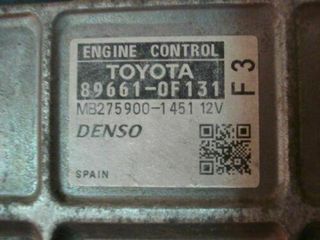 ENGINE CONTROL
TOYOTA
89661-0F131
MB275900-1451 12V
F3
DENSO
SPAIN